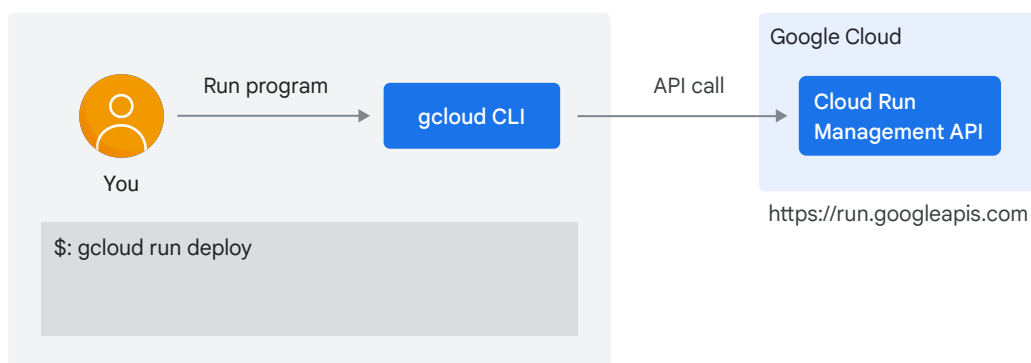 Google Cloud
Run program
API call
gcloud CLI
Cloud Run
Management API
You
https://run.googleapis.com
$: gcloud run deploy